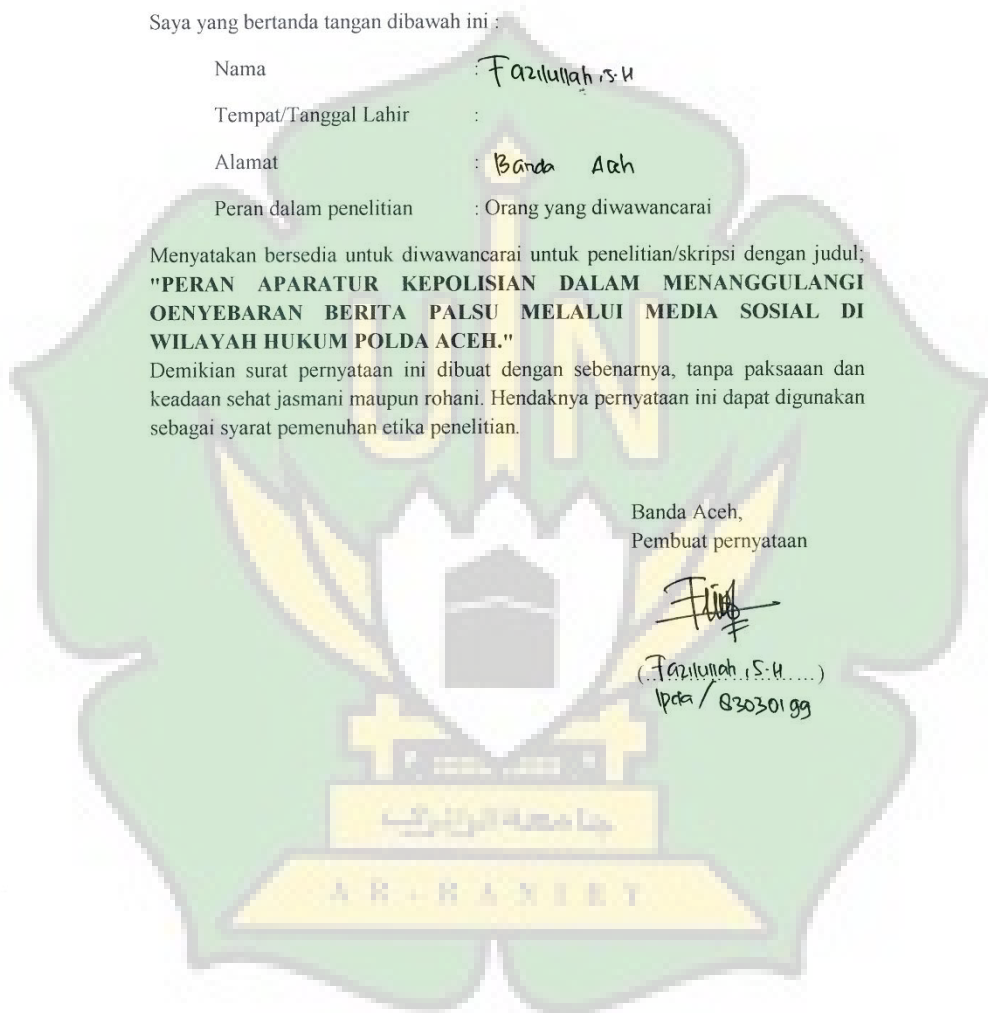 Saya yang bertanda tangan dibawah ini :
Nama : Fazilullah, S.H
Tempat/Tanggal Lahir :
Alamat : Banda Aceh
Peran dalam penelitian : Orang yang diwawancarai
Menyatakan bersedia untuk diwawancarai untuk penelitian/skripsi dengan judul;
"PERAN APARATUR KEPOLISIAN DALAM MENANGGULANGI
OENYEBARAN BERITA PALSU MELALUI MEDIA SOSIAL DI
WILAYAH HUKUM POLDA ACEH."
Demikian surat pernyataan ini dibuat dengan sebenarnya, tanpa paksaaan dan
keadaan sehat jasmani maupun rohani. Hendaknya pernyataan ini dapat digunakan
sebagai syarat pemenuhan etika penelitian.
Banda Aceh,
Pembuat pernyataan
(..Fazilullah, S.H.....)
Ipda / 83030199
UIN
جامعة الرانيري
AR-RANIRY